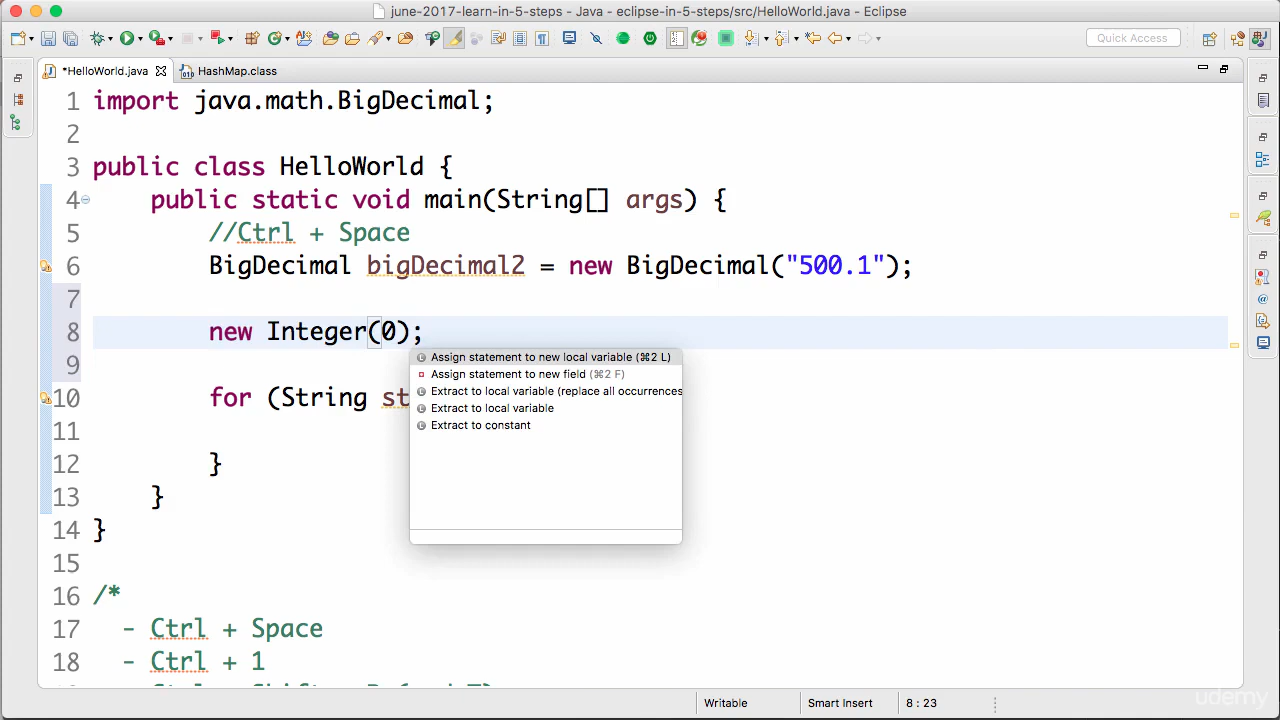 june-2017-learn-in-5-steps - Java - eclipse-in-5-steps/src/HelloWorld.java - Eclipse
Quick Access
*HelloWorld.java HashMap.class
1 import java.math.BigDecimal;
2
3 public class HelloWorld {
4 public static void main(String[] args) {
5 //Ctrl + Space
6 BigDecimal bigDecimal2 = new BigDecimal("500.1");
7
8 new Integer(0);
Assign statement to new local variable (⌘2 L)
9
Assign statement to new field (⌘2 F)
Extract to local variable (replace all occurrences
10 for (String st
Extract to local variable
Extract to constant
11
12 }
13 }
14 }
15
16 /*
17 - Ctrl + Space
18 - Ctrl + 1
Writable Smart Insert 8 : 23
udemy